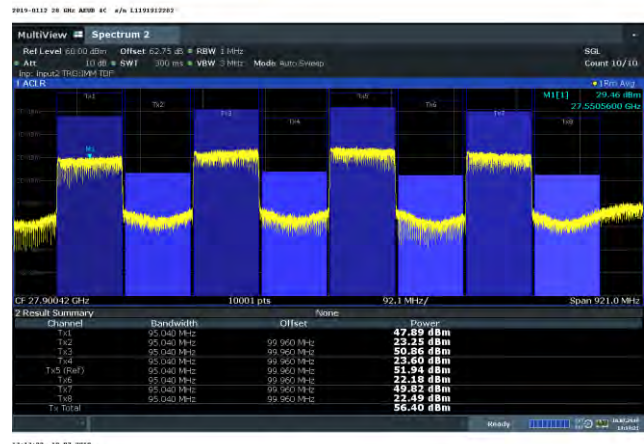 2019-0112 28 GHz AEUB 4C s/n L1191912202
MultiView Spectrum 2
Ref Level 60.00 dBm Offset 62.75 dB RBW 1 MHz SGL
Att 10 dB SWT 300 ms VBW 3 MHz Mode Auto Sweep Count 10/10
1 ACLR 1Rm Avg
M1[1] 29.46 dBm
27.5505600 GHz
Tx1 Tx2 Tx3 Tx4 Tx5 Tx6 Tx7 Tx8
M1
CF 27.90042 GHz 10001 pts 92.1 MHz/ Span 921.0 MHz
2 Result Summary None
Channel Bandwidth Offset Power
Tx1 95.040 MHz 47.89 dBm
Tx2 95.040 MHz 99.960 MHz 23.25 dBm
Tx3 95.040 MHz 99.960 MHz 50.86 dBm
Tx4 95.040 MHz 99.960 MHz 23.60 dBm
Tx5 (Ref) 95.040 MHz 99.960 MHz 51.94 dBm
Tx6 95.040 MHz 99.960 MHz 22.18 dBm
Tx7 95.040 MHz 99.960 MHz 49.82 dBm
Tx8 95.040 MHz 99.960 MHz 22.49 dBm
Tx Total 56.40 dBm
Ready